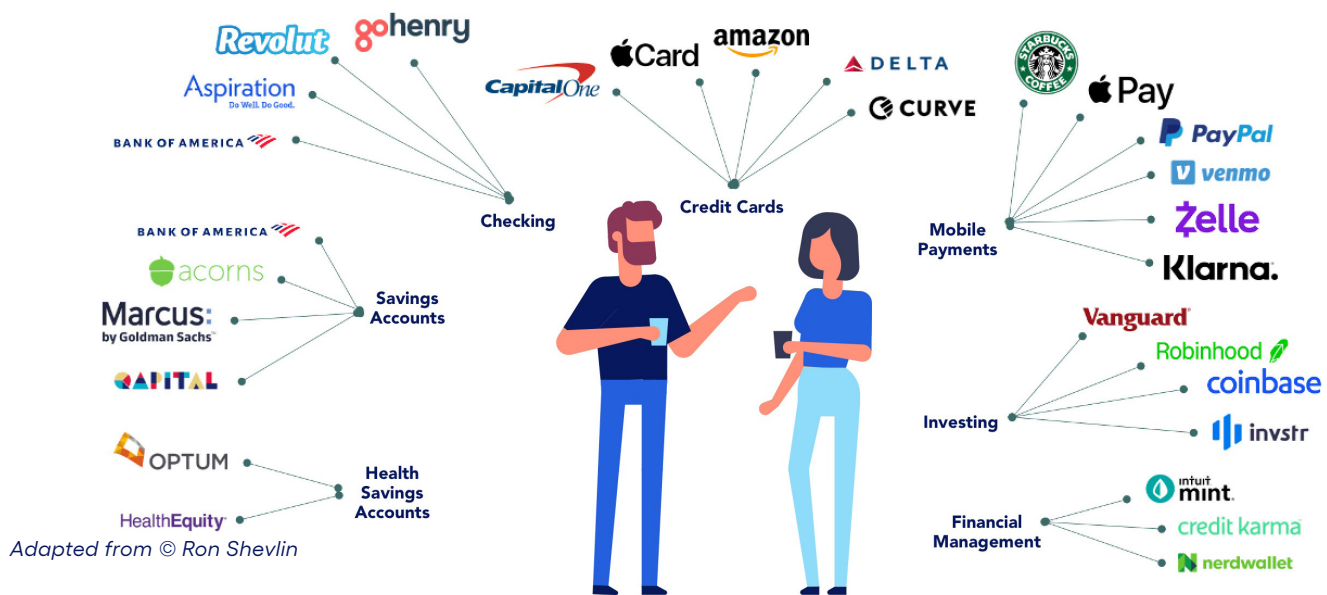 Revolut
gohenry
Aspiration
Do Well. Do Good.
BANK OF AMERICA
Checking
Capital One
Card
amazon
DELTA
CURVE
Credit Cards
STARBUCKS
COFFEE
Pay
PayPal
venmo
Zelle
Klarna.
Mobile
Payments
BANK OF AMERICA
acorns
Marcus:
by Goldman Sachs™
QAPITAL
Savings
Accounts
Vanguard®
Robinhood
coinbase
invstr
Investing
OPTUM
HealthEquity
Health
Savings
Accounts
intuit
mint.
credit karma
nerdwallet
Financial
Management
Adapted from © Ron Shevlin